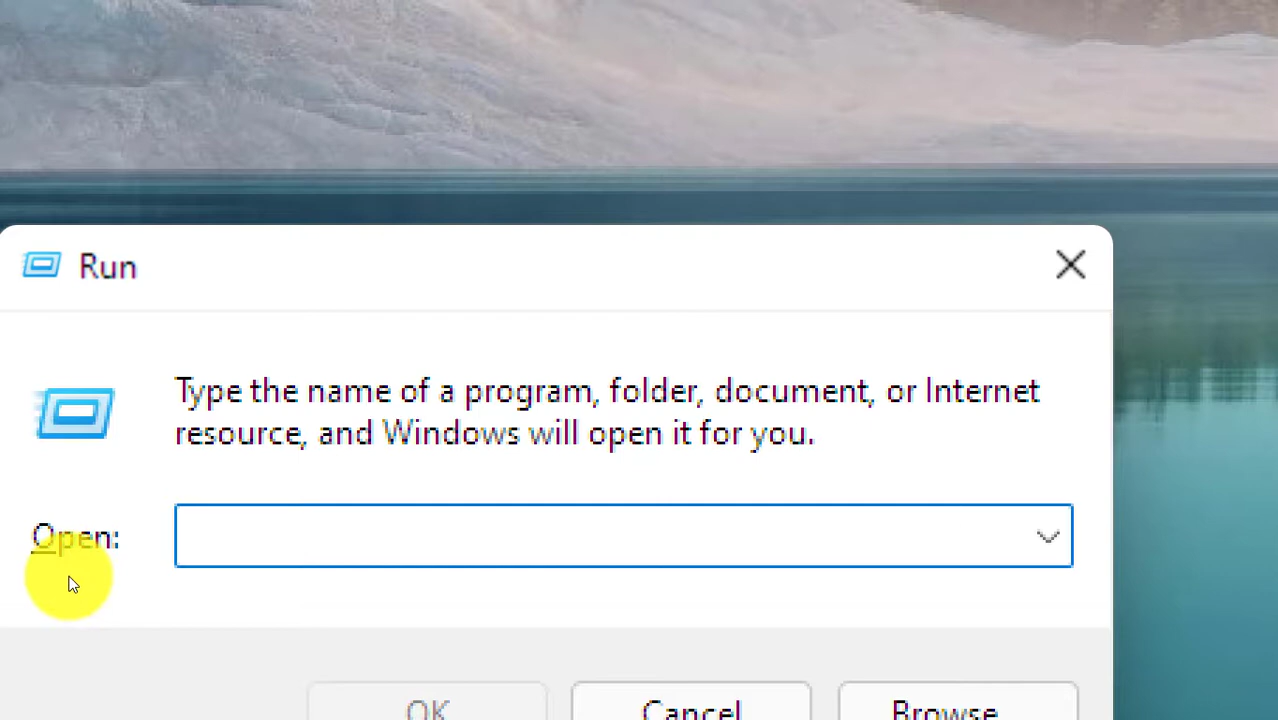 Run
Type the name of a program, folder, document, or Internet
resource, and Windows will open it for you.
Open:
OK
Cancel
Browse...